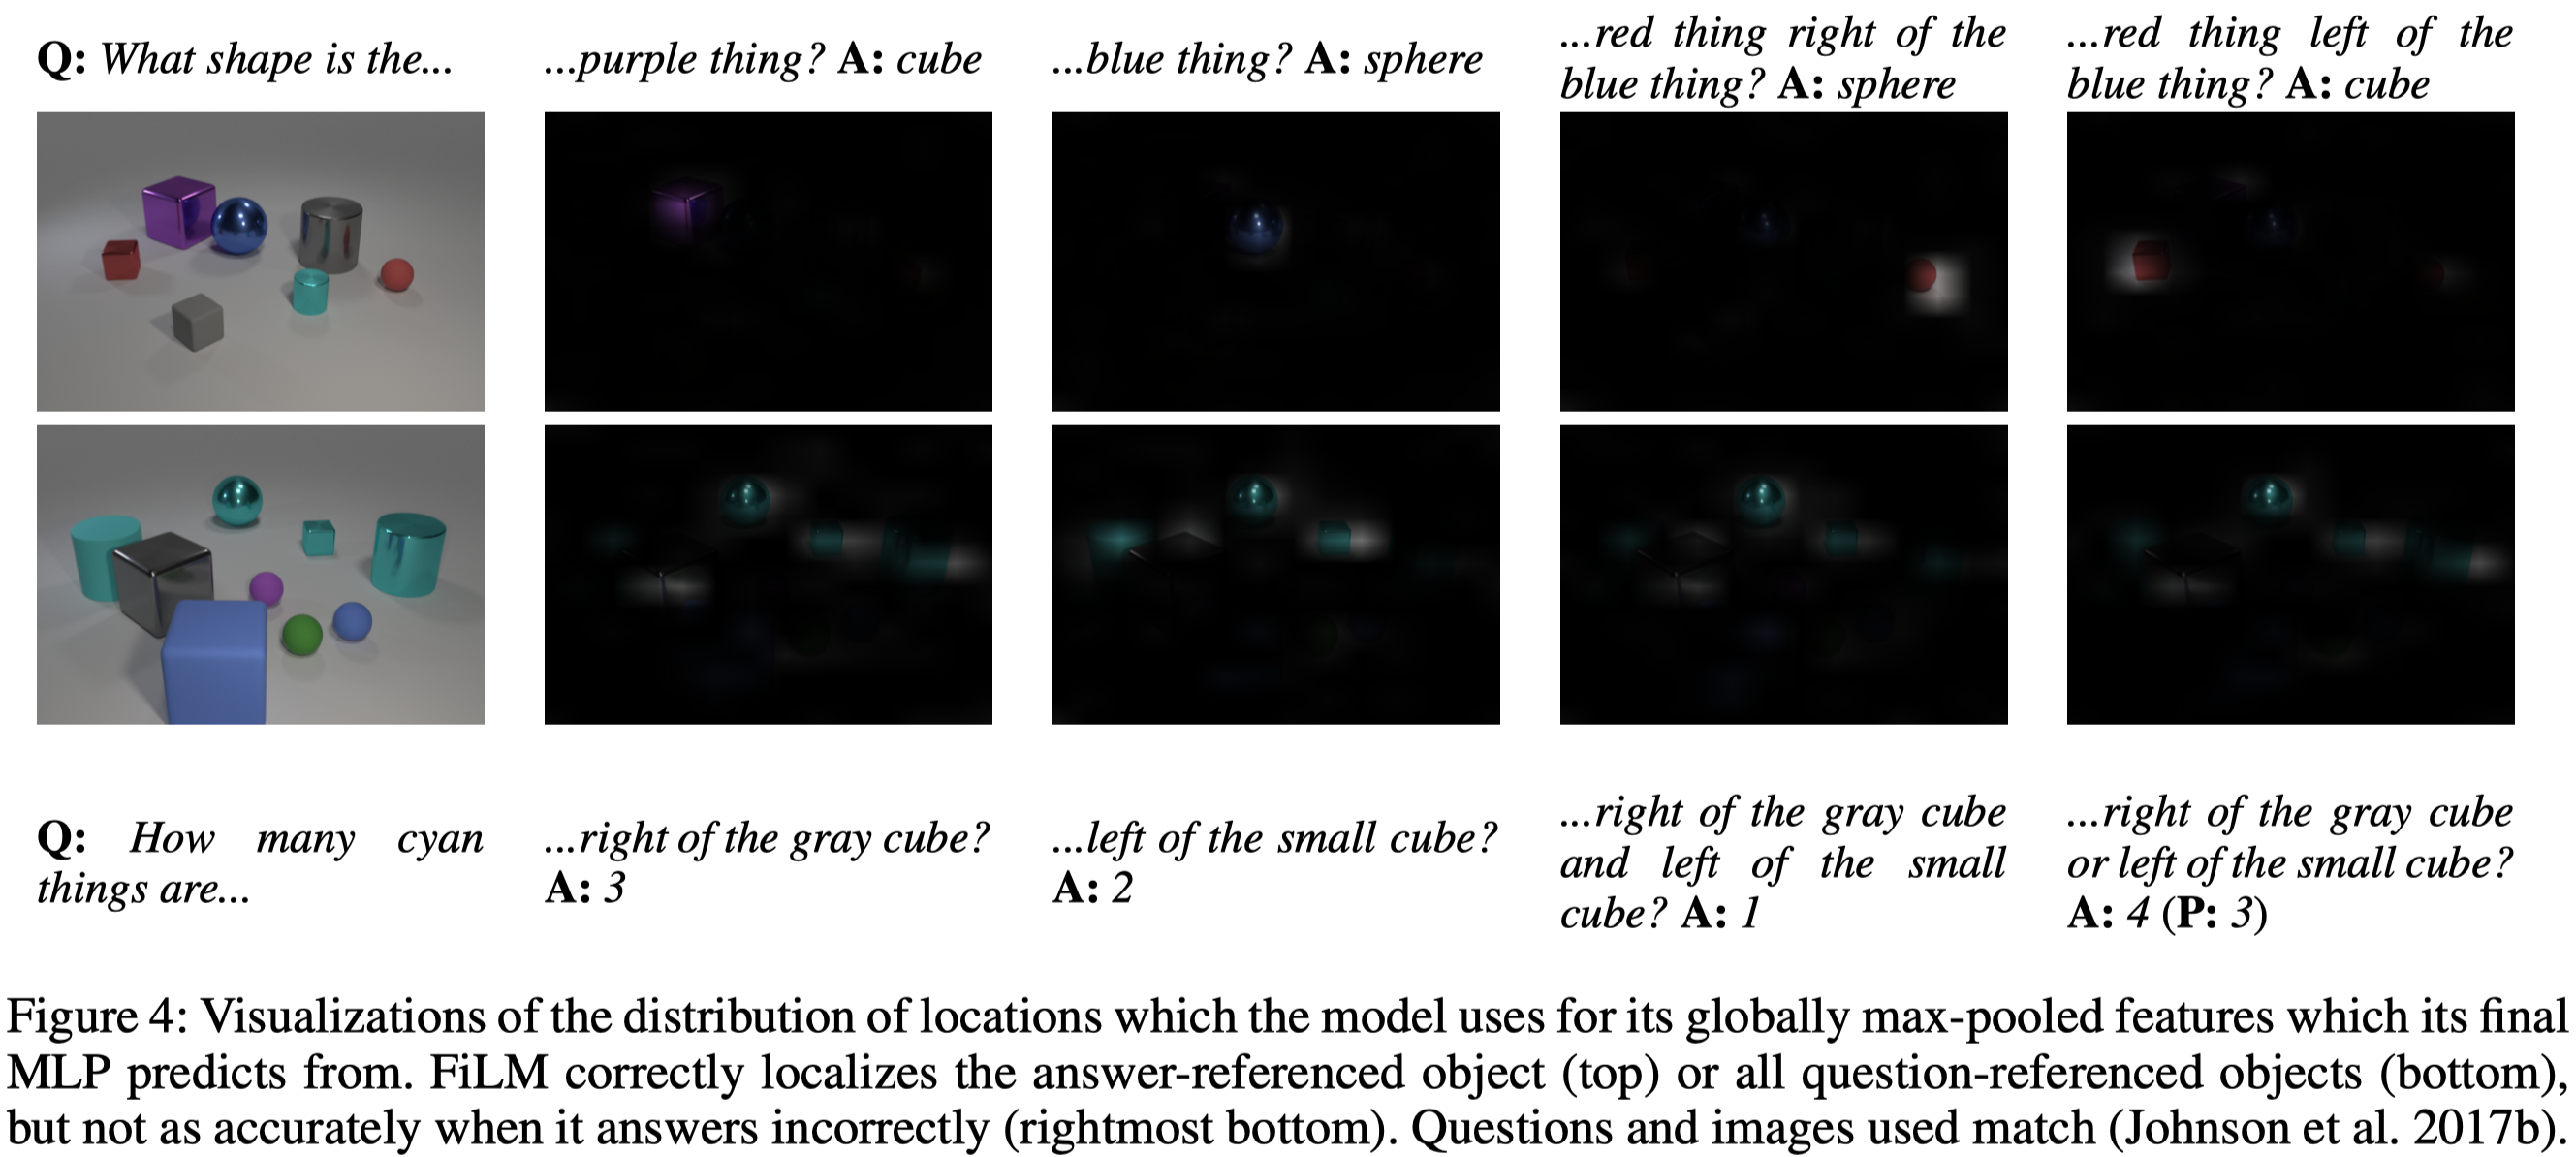 Q: What shape is the...
...purple thing? A: cube
...blue thing? A: sphere
...red thing right of the
blue thing? A: sphere
...red thing left of the
blue thing? A: cube
Q: How many cyan
things are...
...right of the gray cube?
A: 3
...left of the small cube?
A: 2
...right of the gray cube
and left of the small
cube? A: 1
...right of the gray cube
or left of the small cube?
A: 4 (P: 3)
Figure 4: Visualizations of the distribution of locations which the model uses for its globally max-pooled features which its final
MLP predicts from. FiLM correctly localizes the answer-referenced object (top) or all question-referenced objects (bottom),
but not as accurately when it answers incorrectly (rightmost bottom). Questions and images used match (Johnson et al. 2017b).